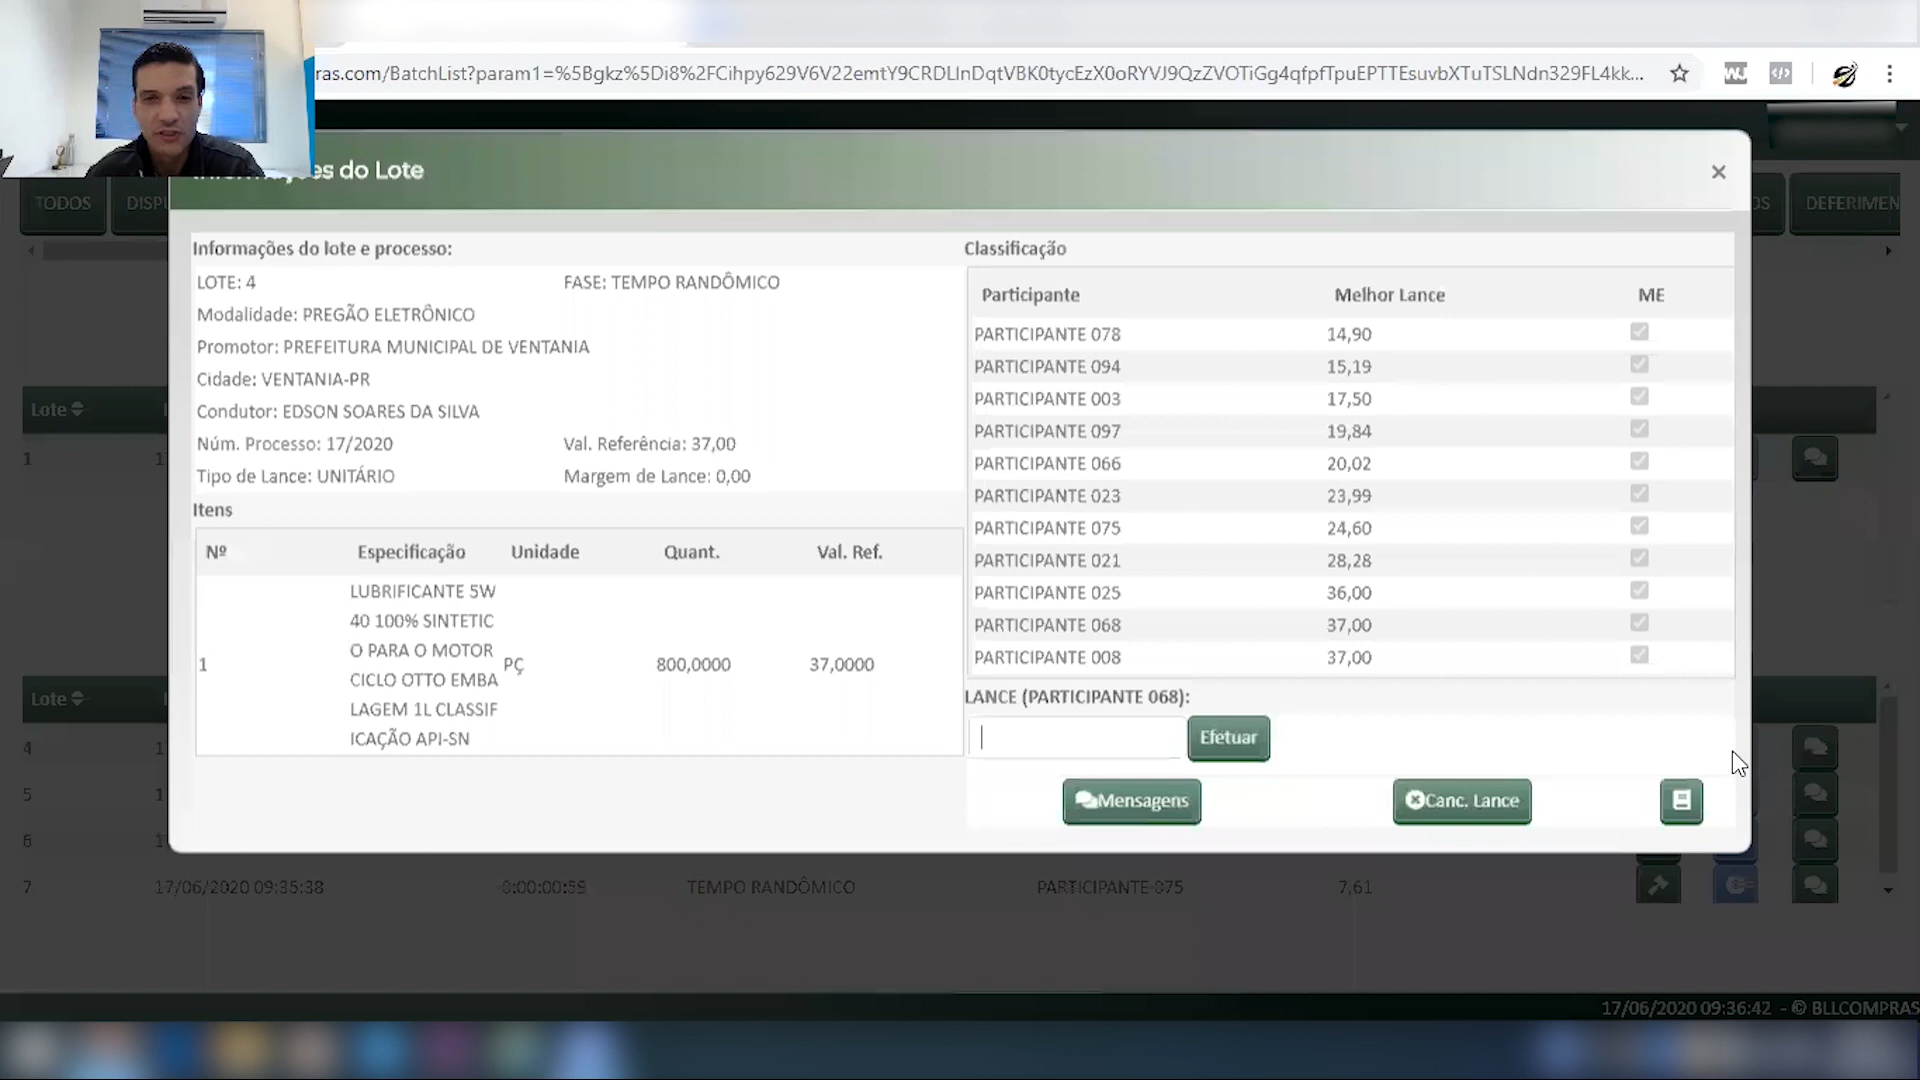 ras.com/BatchList?param1=%5Bgkz%5Di8%2FCihpy629V6V22emtY9CRDLlnDqtVBK0tycEzX0oRYVJ9QzZVOTiGg4qfpfTpuEPTTEsuvbXTuTSLNdn329FL4kk...
es do Lote
TODOS
DISPU
OS
DEFERIMEN
Informações do lote e processo:
LOTE: 4 FASE: TEMPO RANDÔMICO
Modalidade: PREGÃO ELETRÔNICO
Promotor: PREFEITURA MUNICIPAL DE VENTANIA
Cidade: VENTANIA-PR
Condutor: EDSON SOARES DA SILVA
Núm. Processo: 17/2020 Val. Referência: 37,00
Tipo de Lance: UNITÁRIO Margem de Lance: 0,00
Itens
Nº Especificação Unidade Quant. Val. Ref.
LUBRIFICANTE 5W
40 100% SINTETIC
O PARA O MOTOR
1 PÇ 800,0000 37,0000
CICLO OTTO EMBA
LAGEM 1L CLASSIF
ICAÇÃO API-SN
Classificação
Participante Melhor Lance ME
PARTICIPANTE 078 14,90
PARTICIPANTE 094 15,19
PARTICIPANTE 003 17,50
PARTICIPANTE 097 19,84
PARTICIPANTE 066 20,02
PARTICIPANTE 023 23,99
PARTICIPANTE 075 24,60
PARTICIPANTE 021 28,28
PARTICIPANTE 025 36,00
PARTICIPANTE 068 37,00
PARTICIPANTE 008 37,00
LANCE (PARTICIPANTE 068):
Efetuar
Mensagens
Canc. Lance
Lote
1 1
Lote
4 1
5 1
6 1
7 17/06/2020 09:35:38 -0:00:00:59 TEMPO RANDÔMICO PARTICIPANTE 075 7,61
17/06/2020 09:36:42 - © BLLCOMPRAS